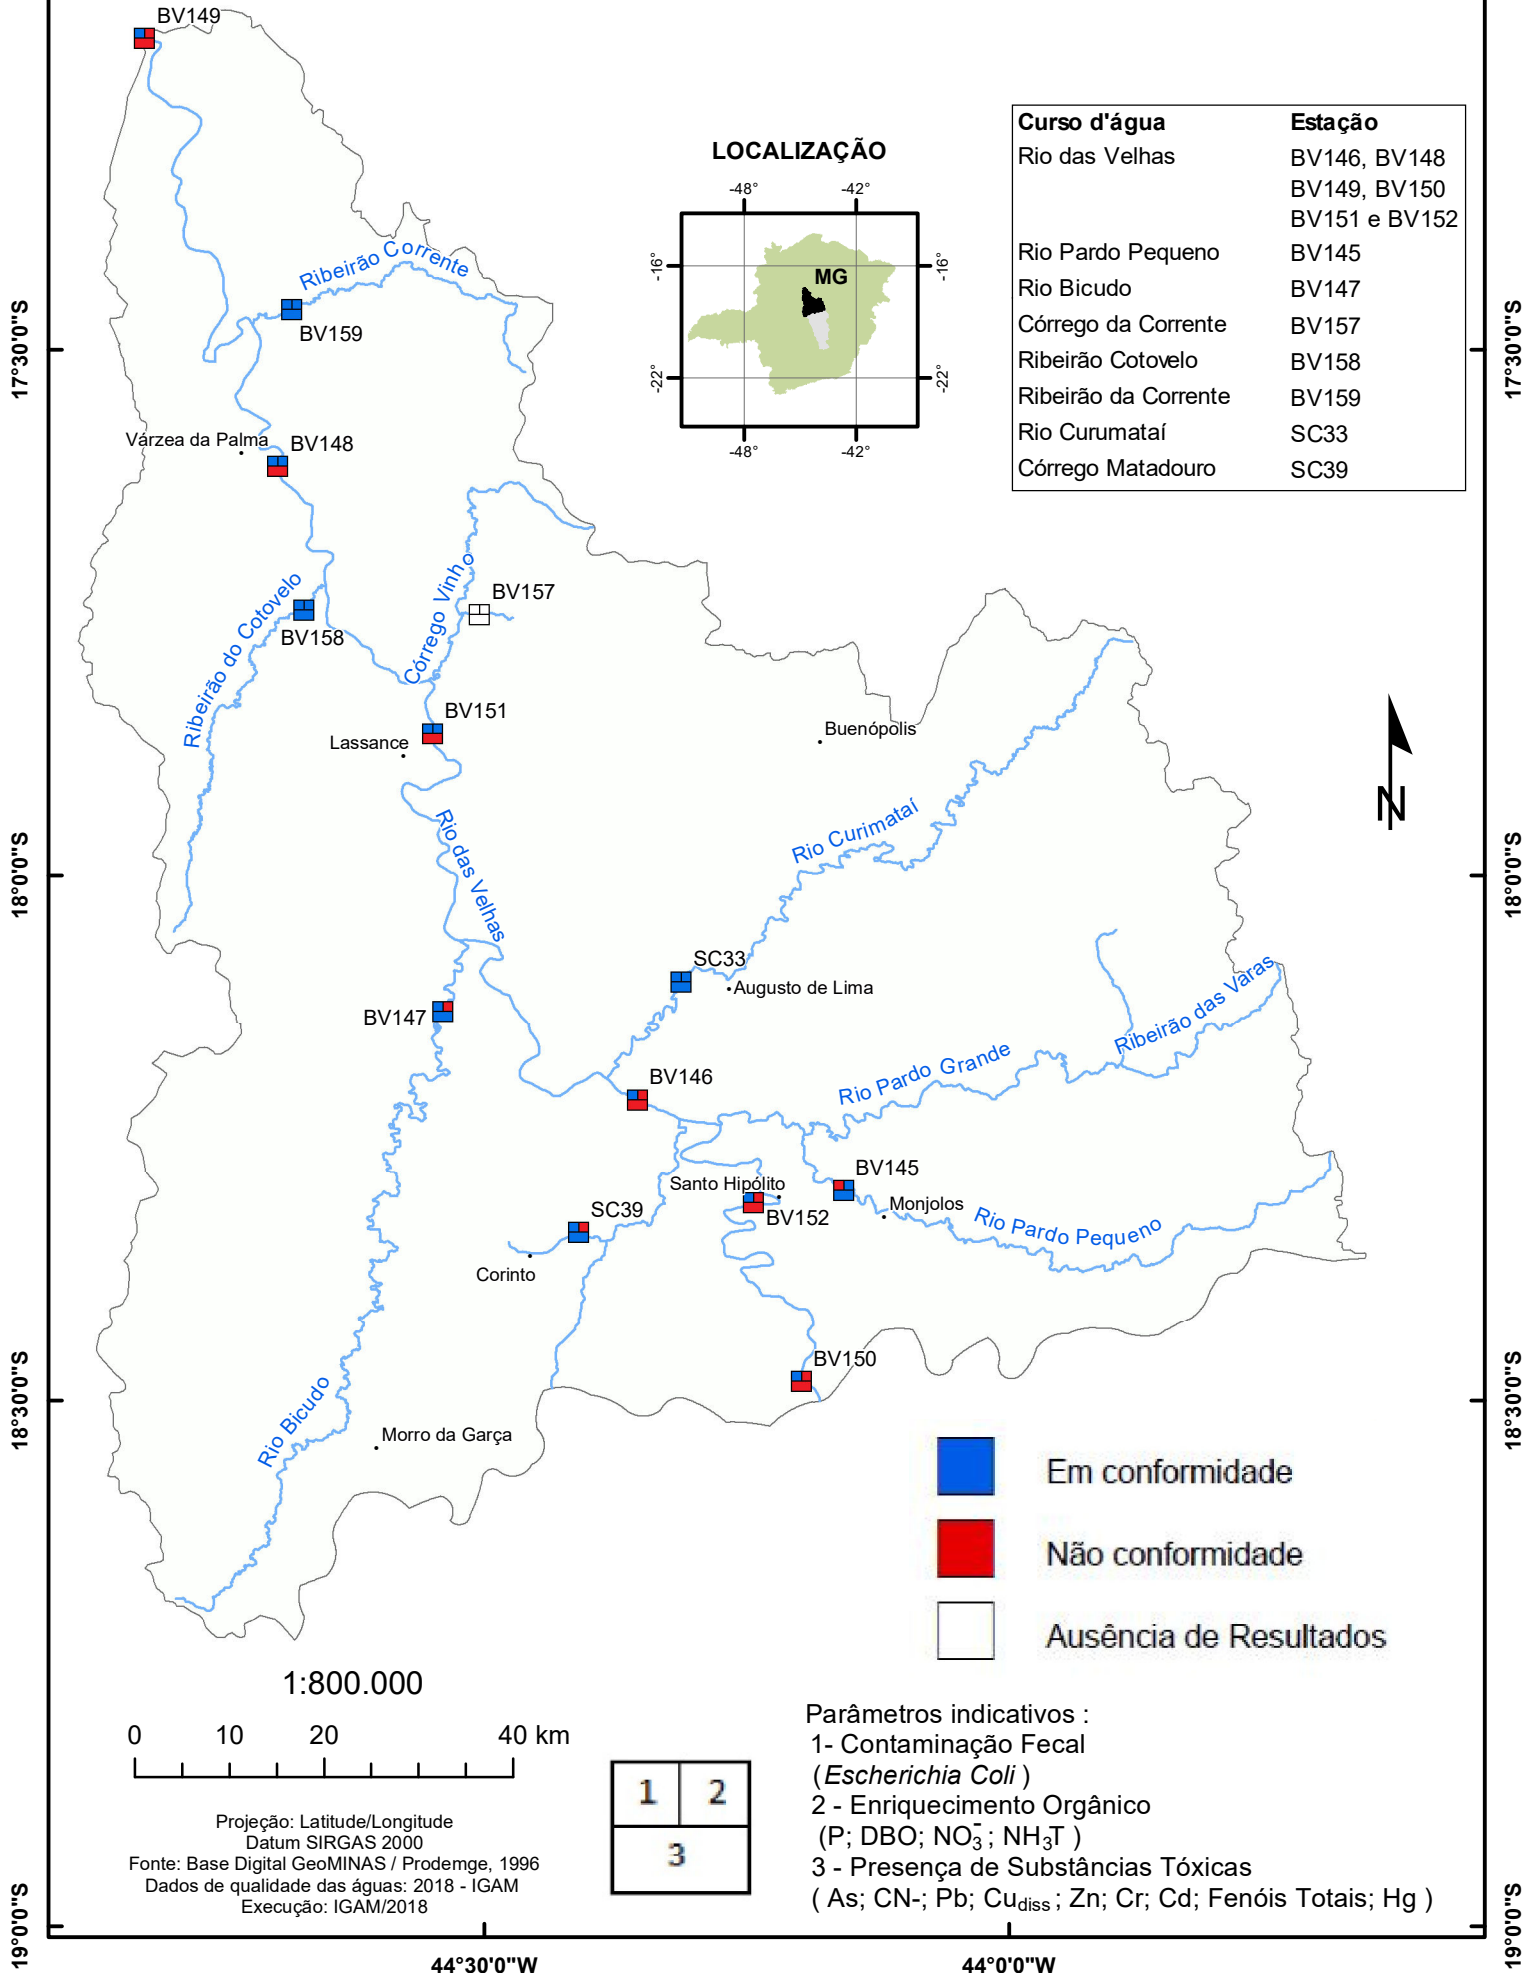 BV149
LOCALIZAÇÃO
-48°
-42°
-16°
-16°
MG
-22°
-22°
-48°
-42°
Curso d'água Estação
Rio das Velhas BV146, BV148
BV149, BV150
BV151 e BV152
Rio Pardo Pequeno BV145
Rio Bicudo BV147
Córrego da Corrente BV157
Ribeirão Cotovelo BV158
Ribeirão da Corrente BV159
Rio Curumataí SC33
Córrego Matadouro SC39
Ribeirão Corrente
BV159
17°30'0"S
17°30'0"S
Várzea da Palma
BV148
Córrego Vinho
BV157
Ribeirão do Cotovelo
BV158
BV151
Lassance
Buenópolis
N
Rio das Velhas
Rio Curimataí
18°0'0"S
18°0'0"S
SC33
Augusto de Lima
BV147
Ribeirão das Varas
Rio Pardo Grande
BV146
BV145
Santo Hipólito
Monjolos
BV152
SC39
Rio Pardo Pequeno
Corinto
BV150
18°30'0"S
18°30'0"S
Rio Bicudo
Morro da Garça
Em conformidade
Não conformidade
Ausência de Resultados
1:800.000
0 10 20 40 km
Projeção: Latitude/Longitude
Datum SIRGAS 2000
Fonte: Base Digital GeoMINAS / Prodemge, 1996
Dados de qualidade das águas: 2018 - IGAM
Execução: IGAM/2018
1 2
3
Parâmetros indicativos :
1- Contaminação Fecal
(Escherichia Coli )
2 - Enriquecimento Orgânico
(P; DBO; NO₃⁻; NH₃T )
3 - Presença de Substâncias Tóxicas
( As; CN-; Pb; Cudiss; Zn; Cr; Cd; Fenóis Totais; Hg )
19°0'0"S
19°0'0"S
44°30'0"W
44°0'0"W